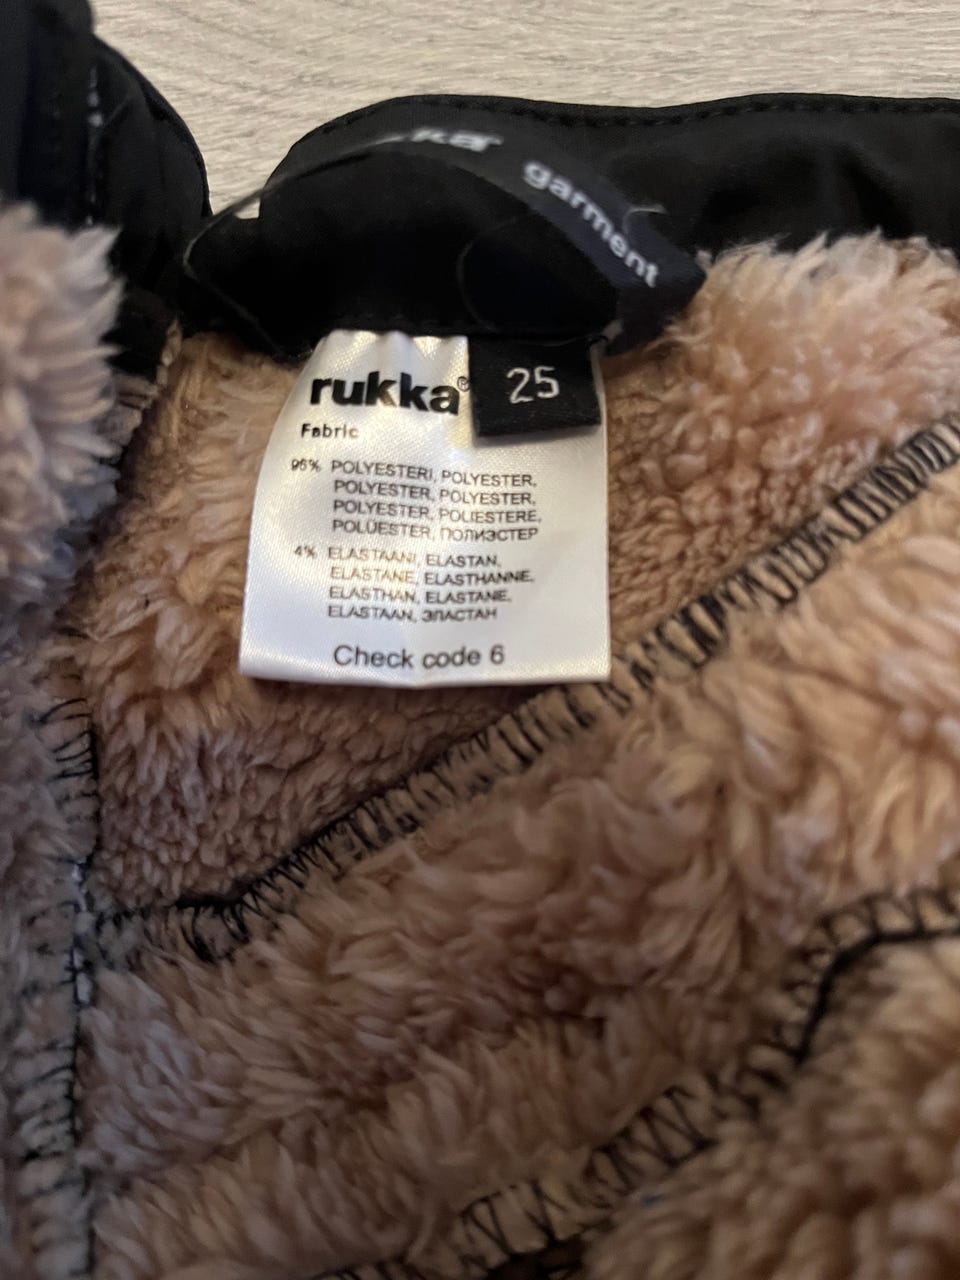 garment
rukka®
25
Fabric
96% POLYESTERI, POLYESTER,
POLYESTER, POLYESTER,
POLYESTER, POLIESTERE,
POLUESTER, ПОЛИЭСТЕР
4% ELASTAANI, ELASTAN,
ELASTANE, ELASTHANNE,
ELASTHAN, ELASTANE,
ELASTAAN, ЭЛАСТАН
Check code 6